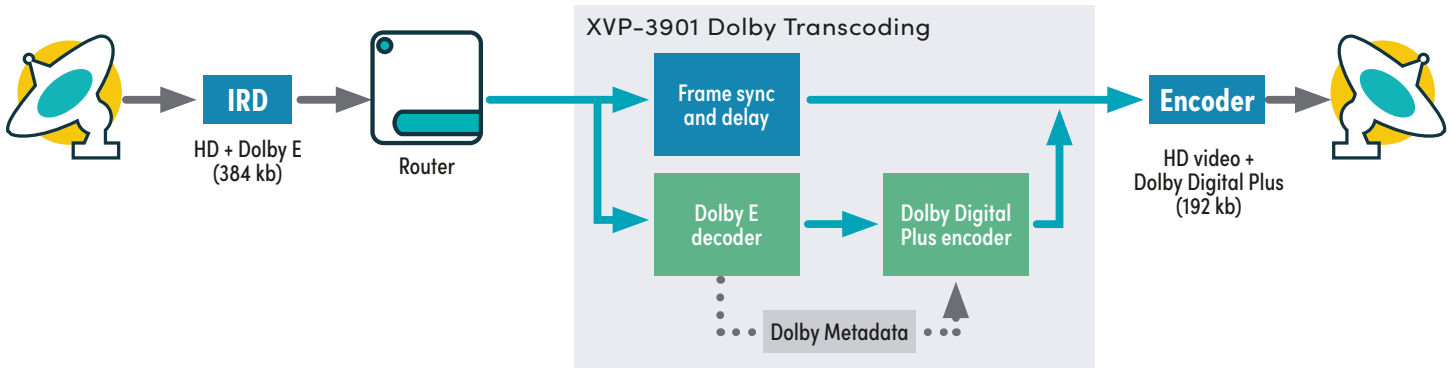 XVP-3901 Dolby Transcoding
IRD
HD + Dolby E
(384 kb)
Router
Frame sync
and delay
Dolby E
decoder
Dolby Digital
Plus encoder
Dolby Metadata
Encoder
HD video +
Dolby Digital Plus
(192 kb)